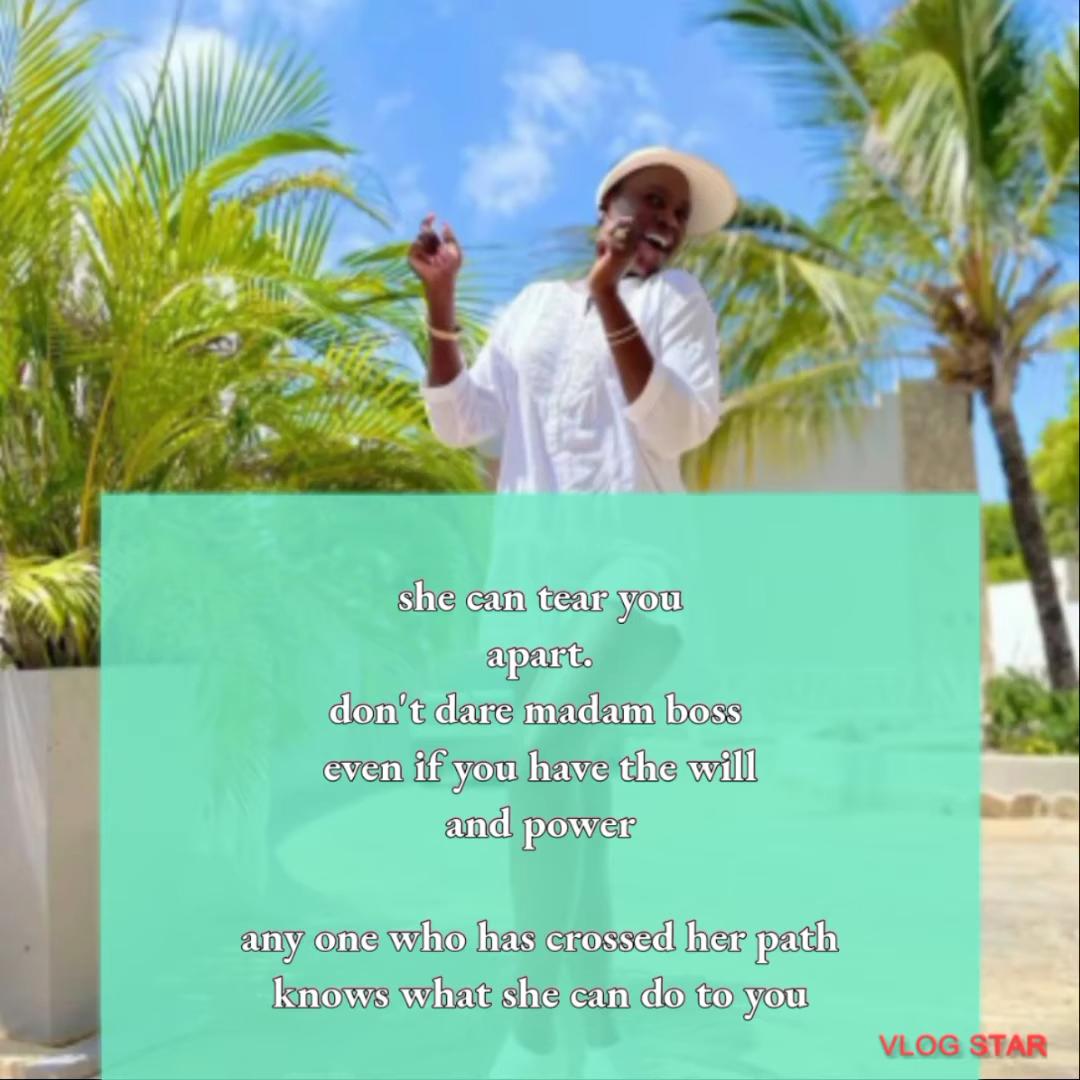 she can tear you
apart.
don't dare madam boss
even if you have the will
and power
any one who has crossed her path
knows what she can do to you
VLOG STAR